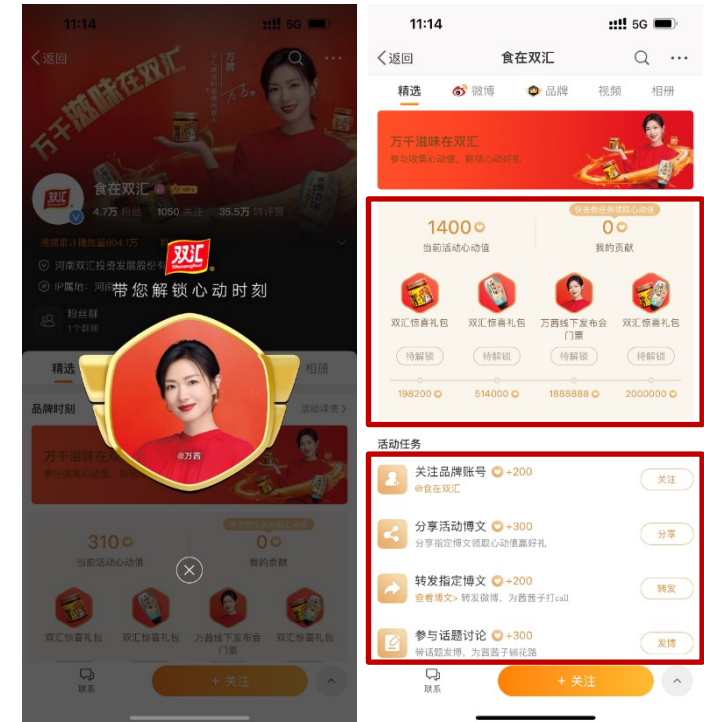 11:14
5G
返回
万茜
万千滋味在双汇
双汇
食在双汇
4.7万 粉丝 1050 关注 35.5万 转评赞
视频累计播放量604.1万
河南双汇投资发展股份有
IP属地：河南
双汇
Shuanghui
带您解锁心动时刻
粉丝群
1个群聊
精选
相册
品牌时刻
活动详情>
@万茜
万千滋味在双
310
当前活动心动值
0
我的贡献
双汇惊喜礼包
双汇惊喜礼包
万茜线下发布会
门票
双汇惊喜礼包
联系
+ 关注
11:14
5G
返回
食在双汇
精选 微博 品牌 视频 相册
万千滋味在双汇
参与收集心动值，解锁心动好礼
快去做任务领取心动值
1400
当前活动心动值
0
我的贡献
双汇惊喜礼包
双汇惊喜礼包
万茜线下发布会
门票
双汇惊喜礼包
待解锁 待解锁 待解锁 待解锁
198200 514000 1888888 2000000
活动任务
关注品牌账号 +200
@食在双汇
关注
分享活动博文 +300
分享指定博文领取心动值赢好礼
分享
转发指定博文 +200
查看博文> 转发微博，为茜茜子打call
转发
参与话题讨论 +300
带话题发博，为茜茜子铺花路
发博
联系
+ 关注